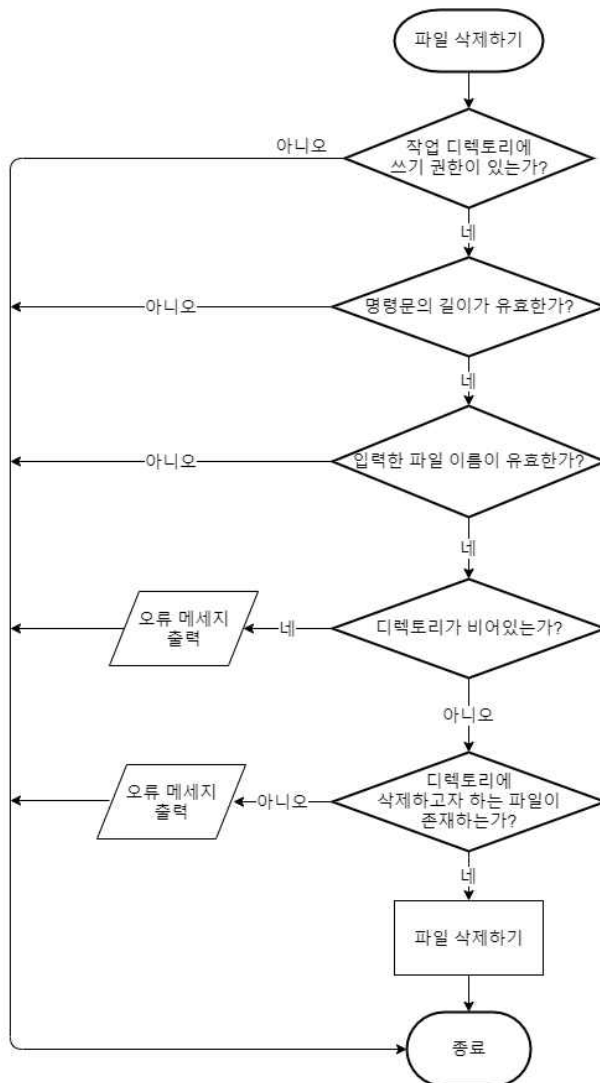 파일 삭제하기
아니오
작업 디렉토리에
쓰기 권한이 있는가?
네
아니오
명령문의 길이가 유효한가?
네
아니오
입력한 파일 이름이 유효한가?
네
오류 메세지
출력
네
디렉토리가 비어있는가?
아니오
오류 메세지
출력
아니오
디렉토리에
삭제하고자 하는 파일이
존재하는가?
네
파일 삭제하기
종료